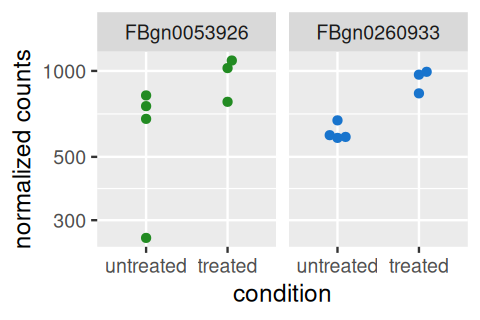 FBgn0053926
FBgn0260933
normalized counts
1000
500
300
untreated
treated
untreated
treated
condition